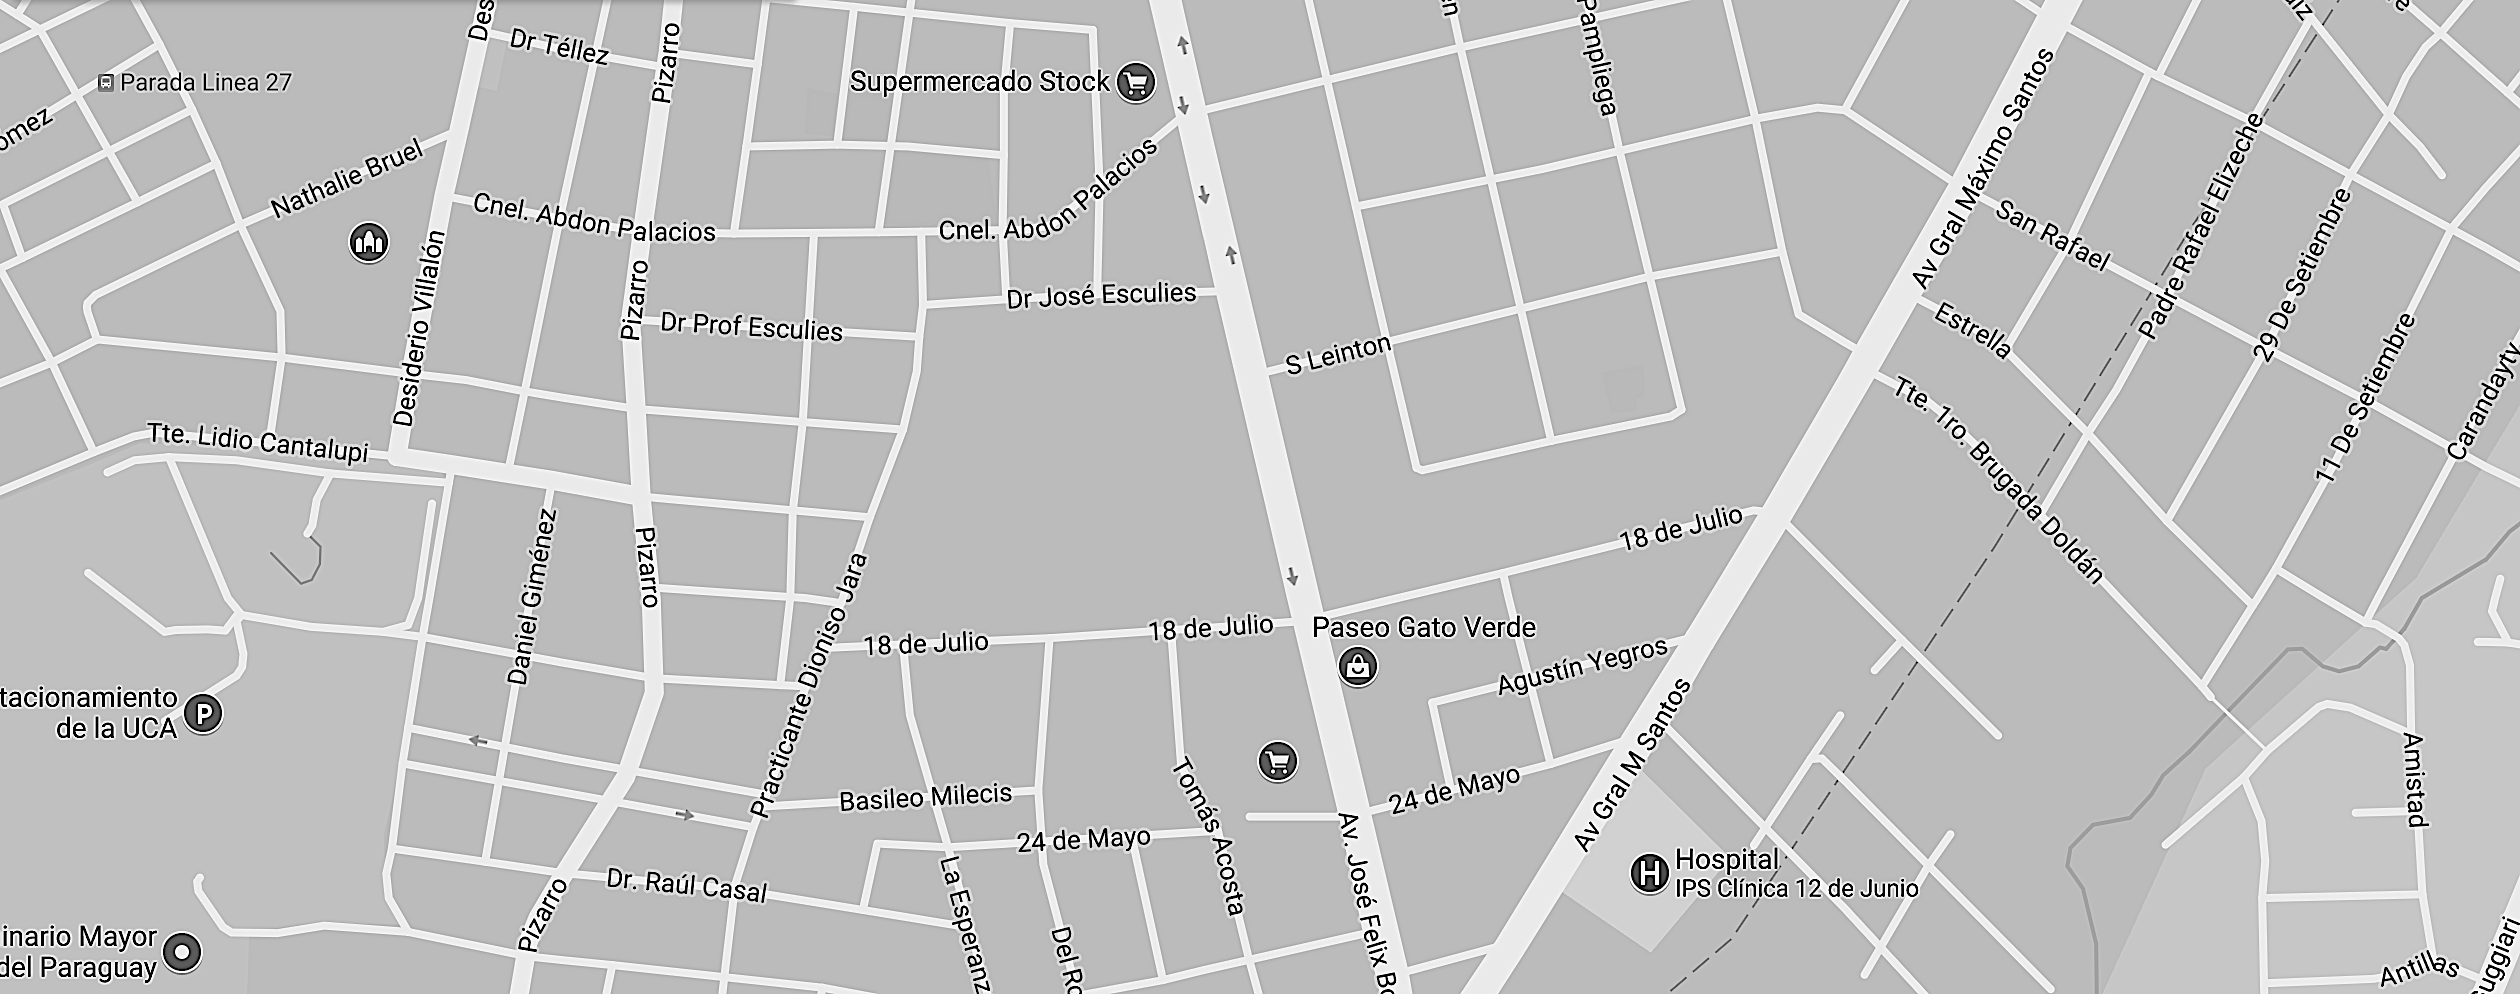 Dr Téllez
Pizarro
Pampliega
Parada Linea 27
Supermercado Stock
Av Gral Máximo Santos
Nathalie Bruel
Cnel. Abdon Palacios
Cnel. Abdon Palacios
San Rafael
Padre Rafael Elizeche
29 De Setiembre
Desiderio Villalón
Pizarro
Dr Prof Esculies
Dr José Esculies
S Leinton
Estrella
11 De Setiembre
Carandayty
Tte. Lidio Cantalupi
Tte. 1ro. Brugada Doldán
Daniel Giménez
Pizarro
Practicante Dioniso Jara
18 de Julio
18 de Julio
18 de Julio
Paseo Gato Verde
Agustín Yegros
tacionamiento
de la UCA
P
Av Gral M Santos
Basileo Milecis
Tomás Acosta
24 de Mayo
24 de Mayo
Amistad
Av. José Felix Bo
Dr. Raúl Casal
La Esperanz
Del Ro
H
Hospital
IPS Clínica 12 de Junio
Pizarro
inario Mayor
del Paraguay
Antillas